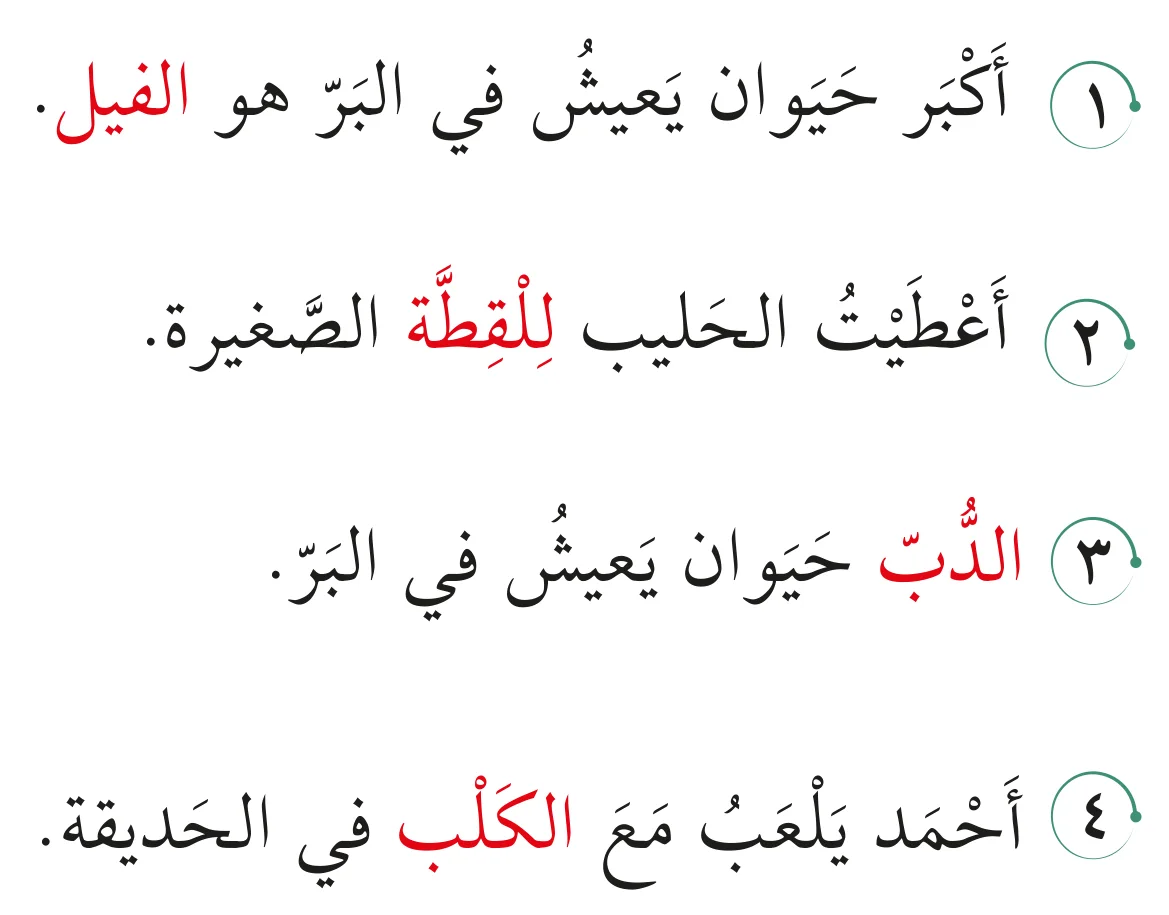 ١ أَكْبَر حَيَوان يَعيشُ في البَرّ هو الفيل.
٢ أَعْطَيْتُ الحَليب لِلْقِطَّة الصَّغيرة.
٣ الدُّبّ حَيَوان يَعيشُ في البَرّ.
٤ أَحْمَد يَلْعَبُ مَعَ الكَلْب في الحَديقة.